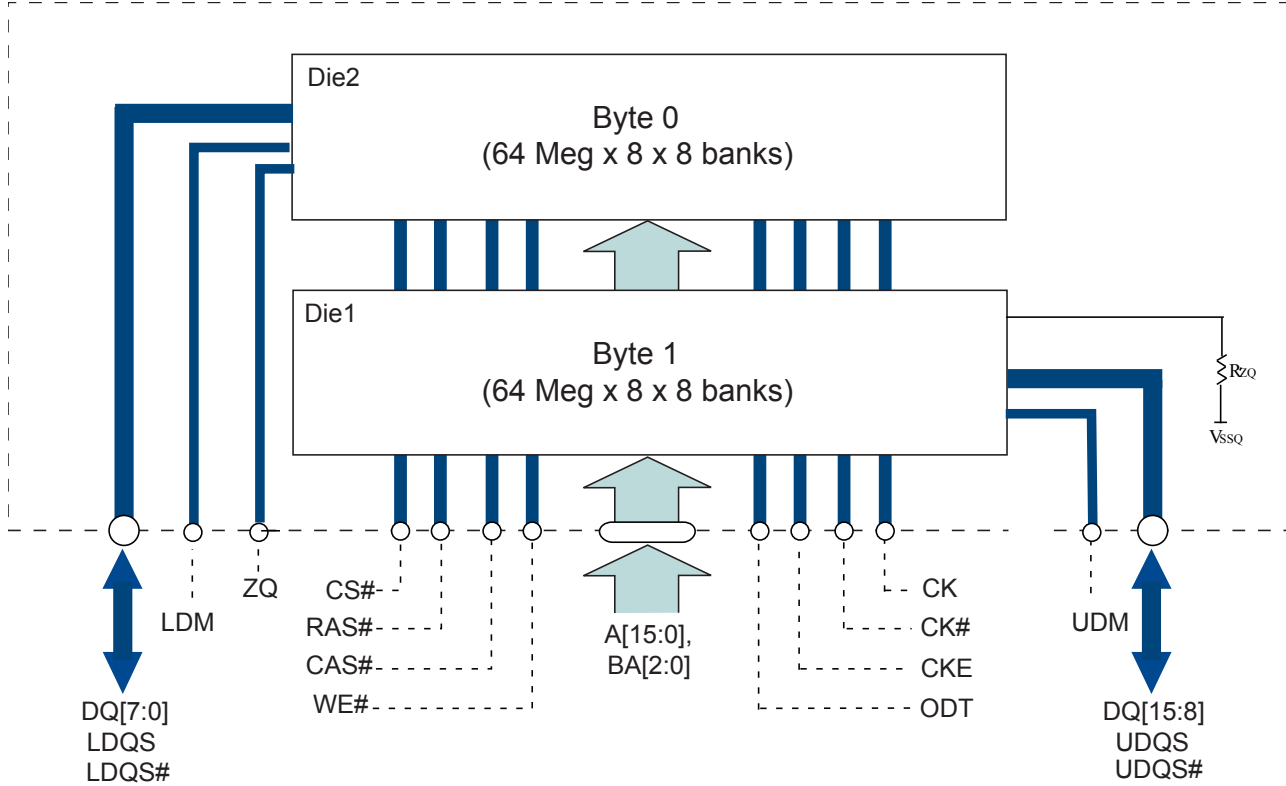 Die2
Byte 0
(64 Meg x 8 x 8 banks)
Die1
Byte 1
(64 Meg x 8 x 8 banks)
RZQ
VSSQ
LDM
ZQ
CS#
RAS#
CAS#
WE#
A[15:0],
BA[2:0]
CK
CK#
CKE
ODT
UDM
DQ[7:0]
LDQS
LDQS#
DQ[15:8]
UDQS
UDQS#